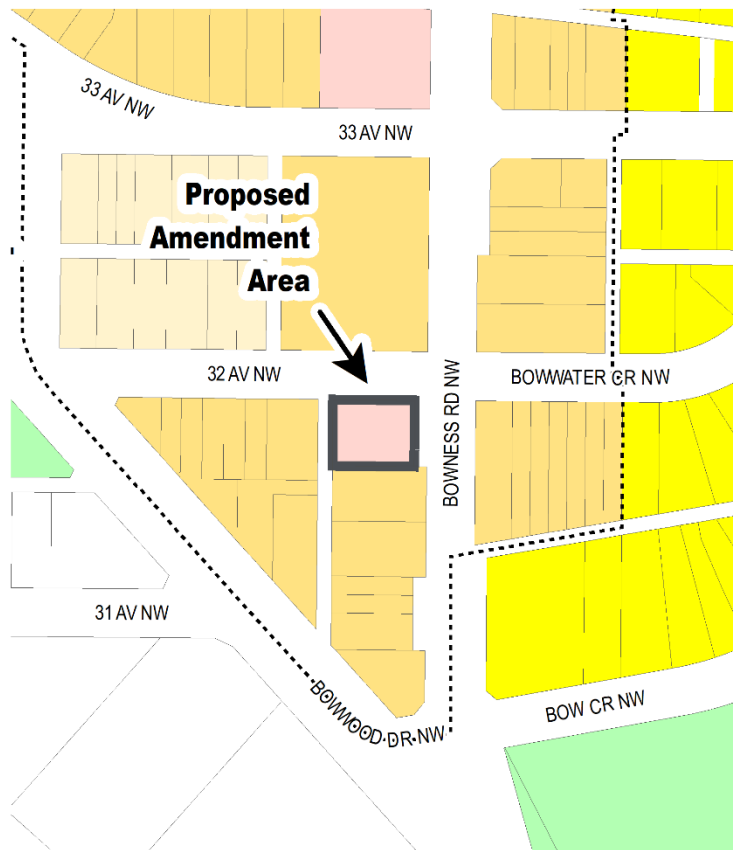 33 AV NW
33 AV NW
Proposed
Amendment
Area
32 AV NW
BOWWATER CR NW
BOWNESS RD NW
31 AV NW
BOWWOOD DR NW
BOW CR NW